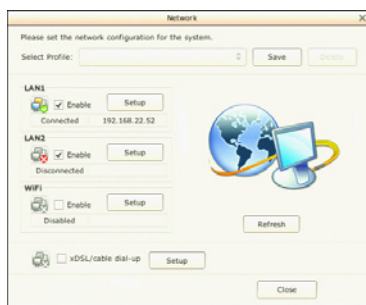 Network
Please set the network configuration for the system.
Select Profile:
Save
Delete
LAN1
Enable
Setup
Connected
192.168.22.52
LAN2
Enable
Setup
Disconnected
WiFi
Enable
Setup
Disabled
Refresh
xDSL/cable dial-up
Setup
Close